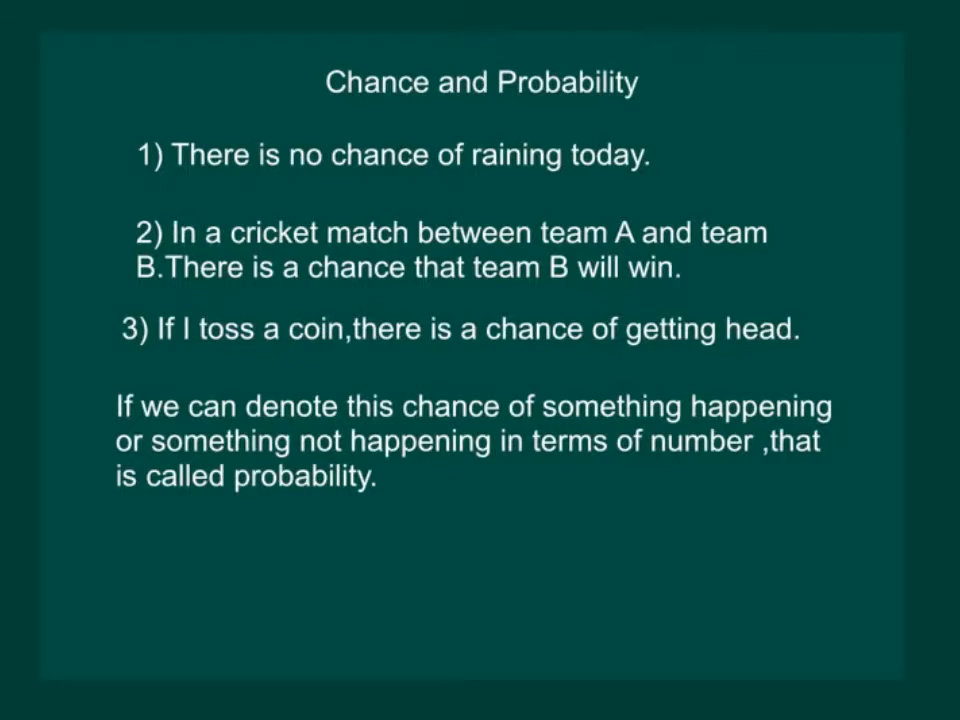 Chance and Probability
1) There is no chance of raining today.
2) In a cricket match between team A and team
B.There is a chance that team B will win.
3) If I toss a coin,there is a chance of getting head.
If we can denote this chance of something happening
or something not happening in terms of number ,that
is called probability.